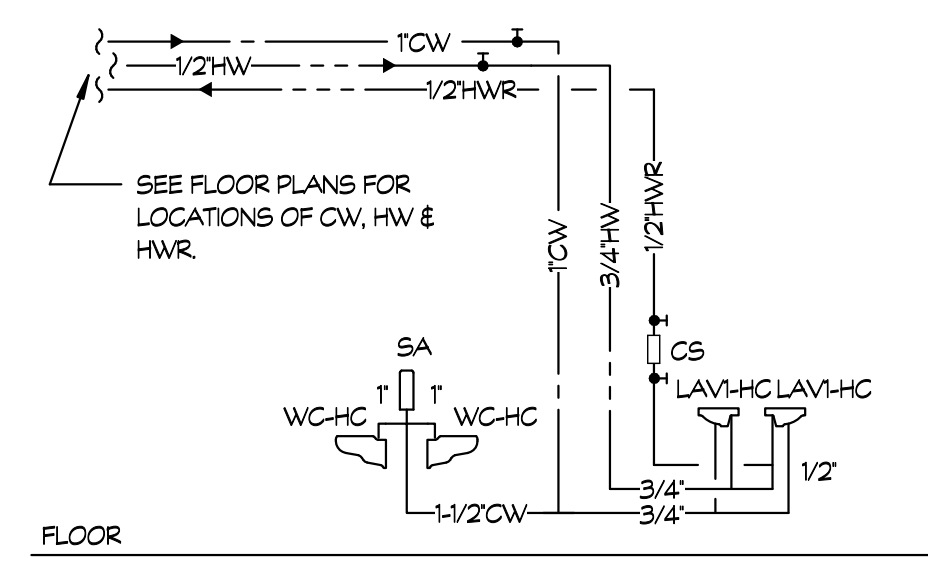 1"CW
1/2"HW
1/2"HWR
SEE FLOOR PLANS FOR
LOCATIONS OF CW, HW &
HWR.
1"CW
3/4"HW
1/2"HWR
SA
CS
1" 1"
LAV1-HC LAV1-HC
WC-HC WC-HC
1/2"
3/4"
1-1/2"CW
3/4"
FLOOR